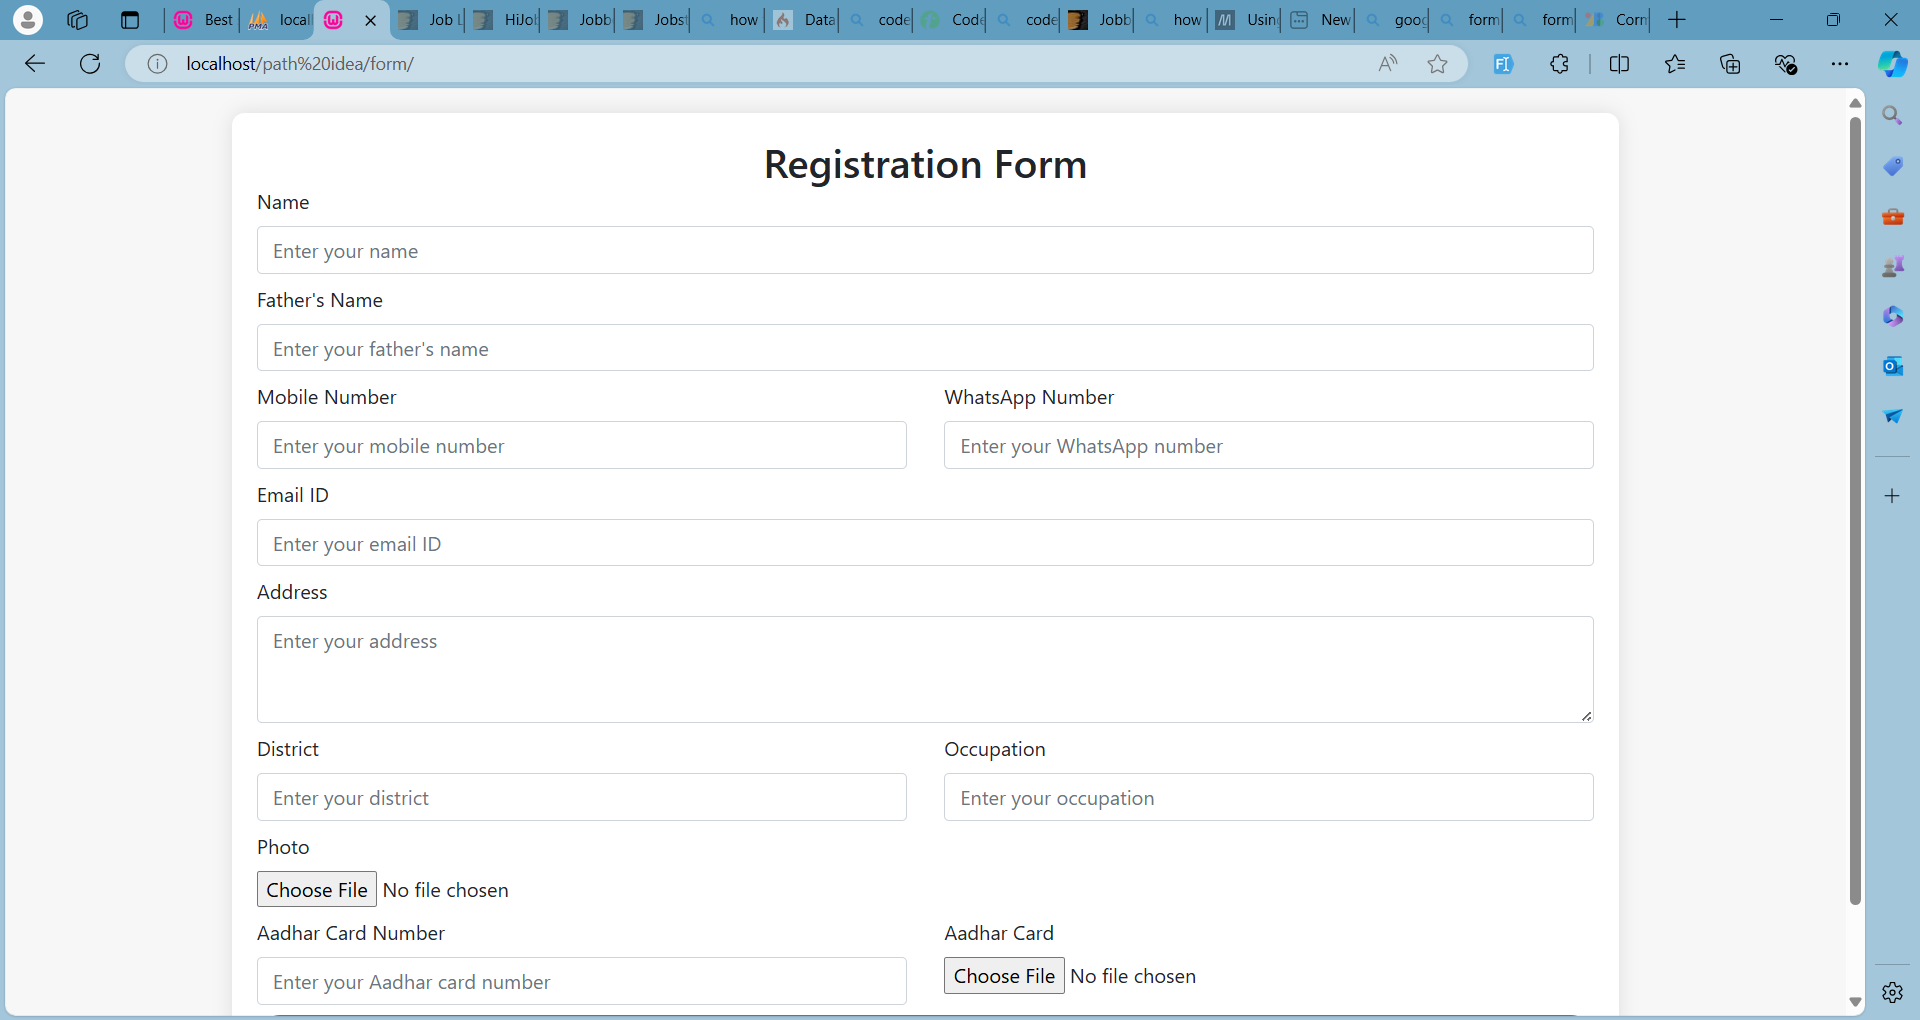 Best
local
Job L
HiJob
Jobb
Jobst
how
Data
code
Code
code
Jobb
how
Usin
New
goog
form
form
Corr
localhost/path%20idea/form/
Registration Form
Name
Enter your name
Father's Name
Enter your father's name
Mobile Number WhatsApp Number
Enter your mobile number Enter your WhatsApp number
Email ID
Enter your email ID
Address
Enter your address
District Occupation
Enter your district Enter your occupation
Photo
Choose File No file chosen
Aadhar Card Number Aadhar Card
Enter your Aadhar card number Choose File No file chosen